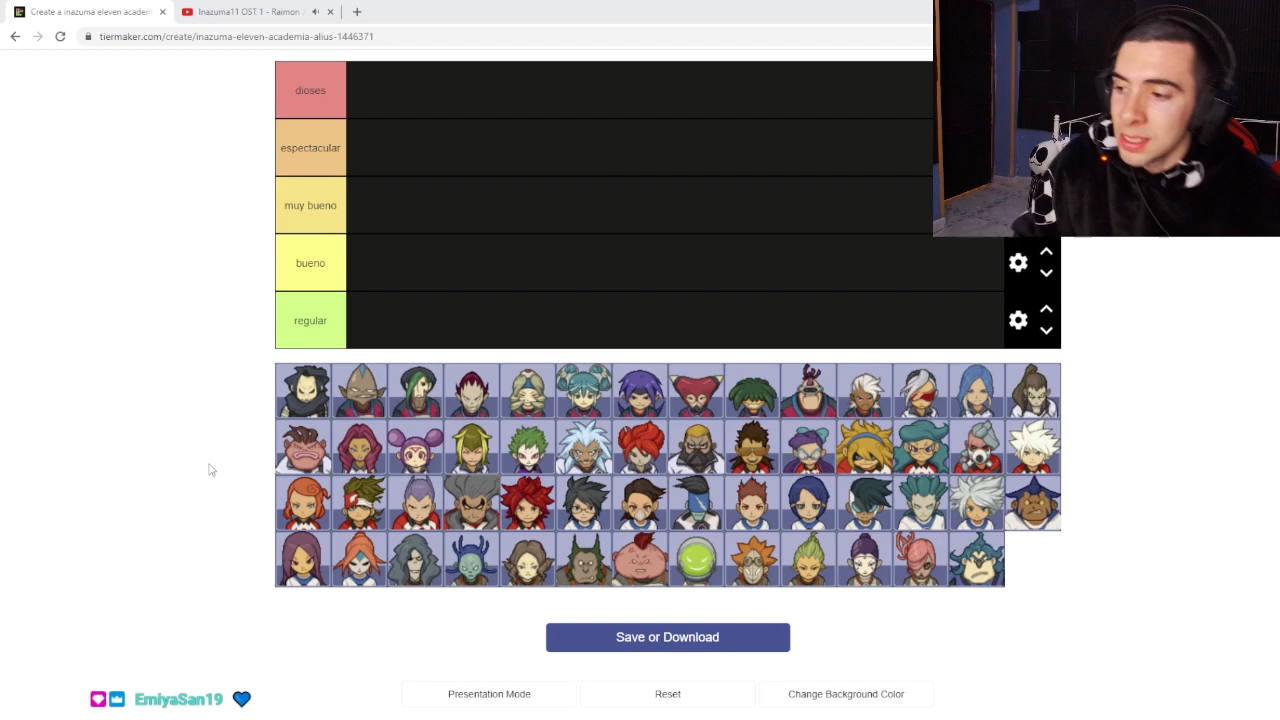 Create a inazuma eleven academ
Inazuma11 OST 1 - Raimon
tiermaker.com/create/inazuma-eleven-academia-alius-1446371
dioses
espectacular
muy bueno
bueno
regular
Save or Download
Presentation Mode
Reset
Change Background Color
EmiyaSan19